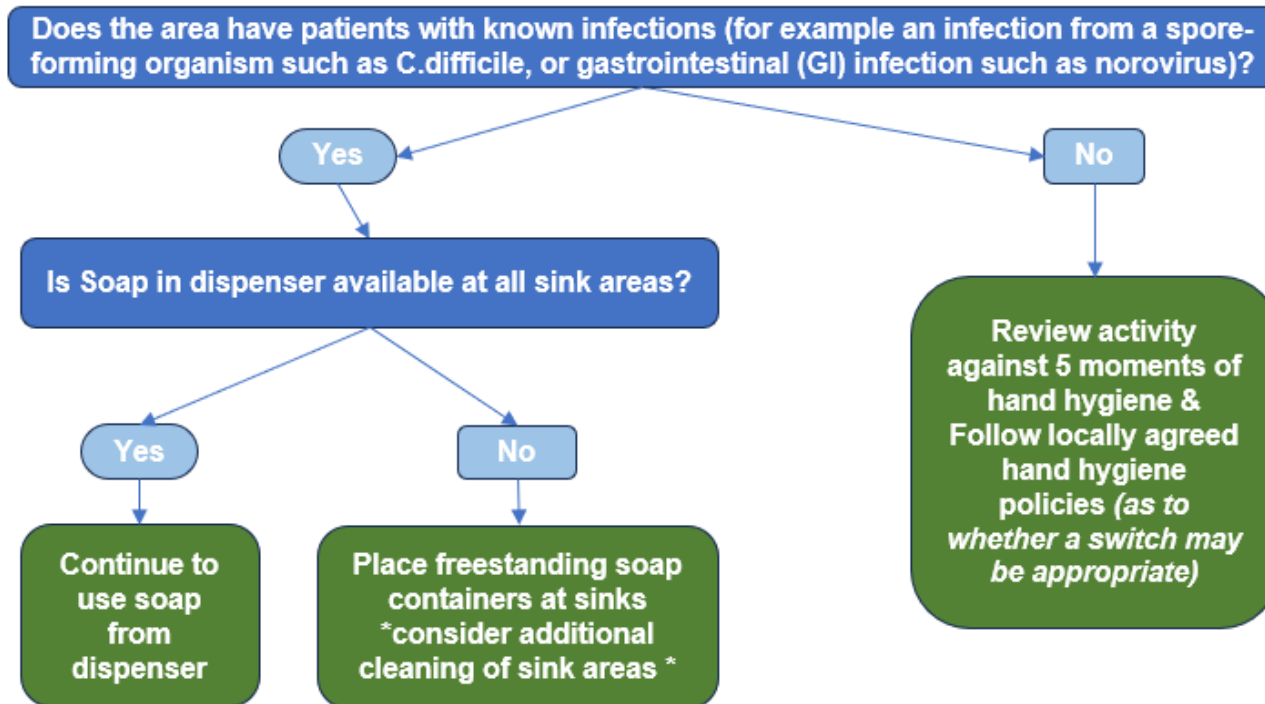 Does the area have patients with known infections (for example an infection from a spore-
forming organism such as C.difficile, or gastrointestinal (GI) infection such as norovirus)?
Yes
No
Is Soap in dispenser available at all sink areas?
Review activity
against 5 moments of
hand hygiene &
Follow locally agreed
hand hygiene
policies (as to
whether a switch may
be appropriate)
Yes
No
Continue to
use soap
from
dispenser
Place freestanding soap
containers at sinks
*consider additional
cleaning of sink areas *